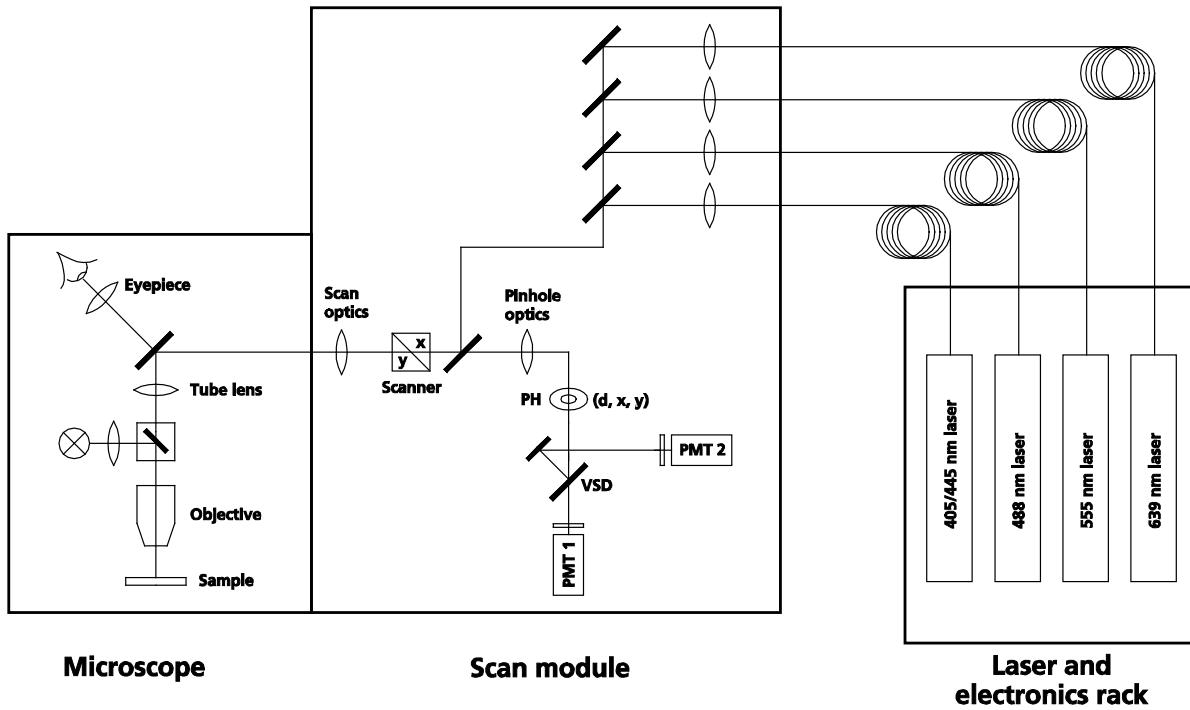 Eyepiece
Scan
optics
Pinhole
optics
x
y
Scanner
Tube lens
PH
(d, x, y)
PMT 2
VSD
Objective
PMT 1
Sample
405/445 nm laser
488 nm laser
555 nm laser
639 nm laser
Microscope
Scan module
Laser and
electronics rack